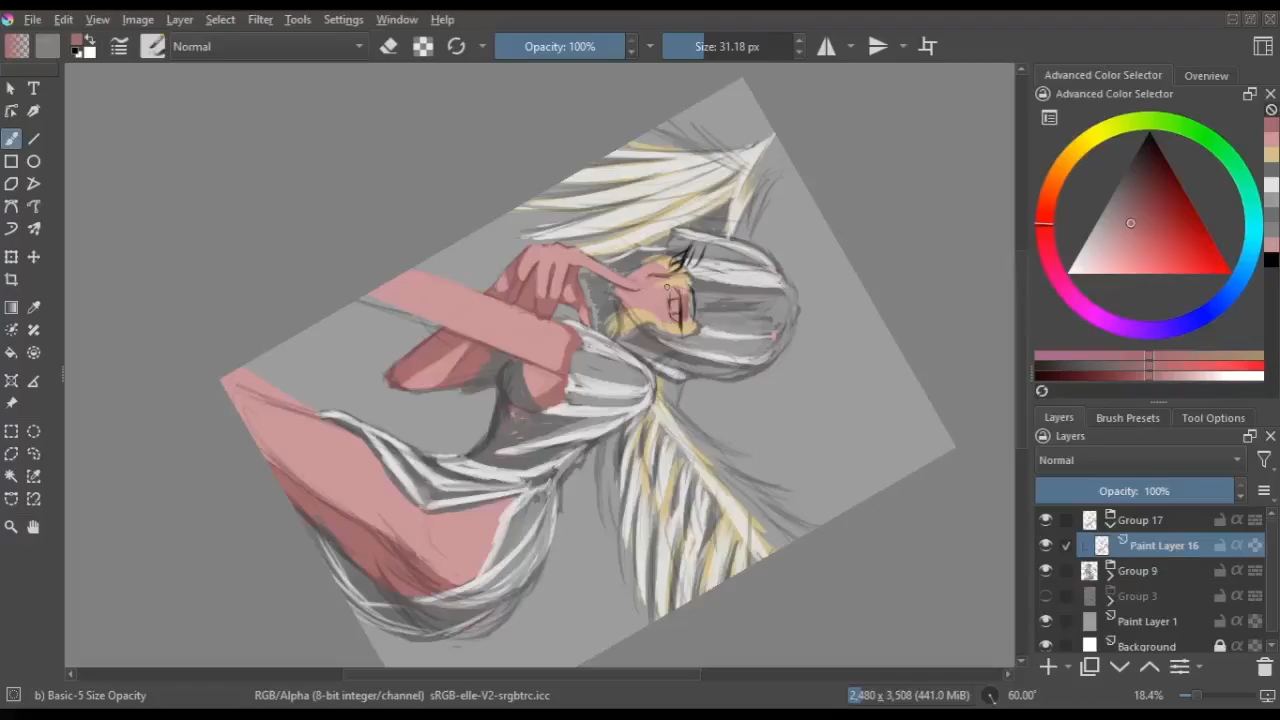 File Edit View Image Layer Select Filter Tools Settings Window Help
Normal Opacity: 100% Size: 31.18 px
Advanced Color Selector Overview
Advanced Color Selector
Layers Brush Presets Tool Options
Layers
Normal
Opacity: 100%
Group 17
Paint Layer 16
Group 9
Group 3
Paint Layer 1
Background
b) Basic-5 Size Opacity RGB/Alpha (8-bit integer/channel) sRGB-elle-V2-srgbtrc.icc 2,480 x 3,508 (441.0 MiB) 60.00° 18.4%